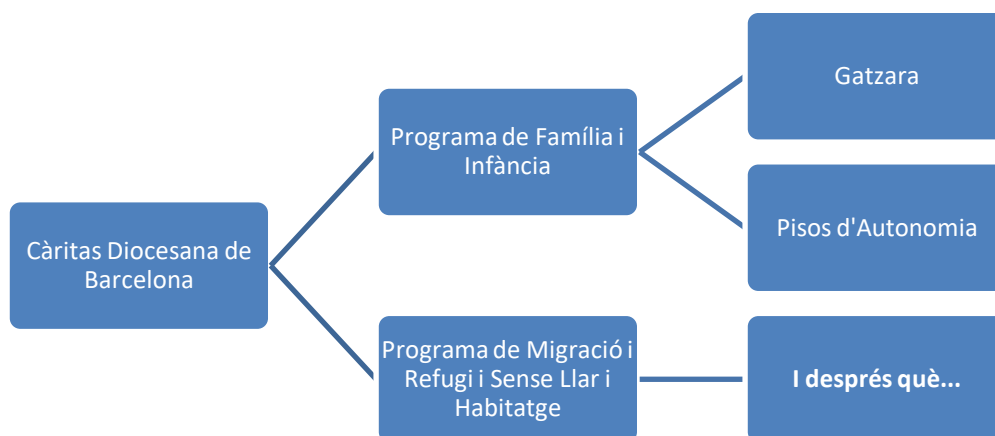 Càritas Diocesana de
Barcelona
Programa de Família i
Infància
Gatzara
Pisos d'Autonomia
Programa de Migració i
Refugi i Sense Llar i
Habitatge
I després què...